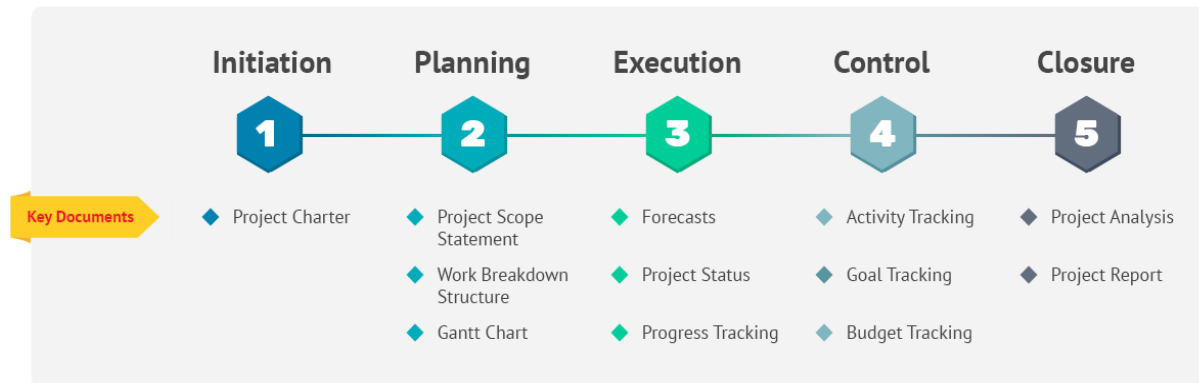 Initiation
Planning
Execution
Control
Closure
1
2
3
4
5
Key Documents
Project Charter
Project Scope
Statement
Work Breakdown
Structure
Gantt Chart
Forecasts
Project Status
Progress Tracking
Activity Tracking
Goal Tracking
Budget Tracking
Project Analysis
Project Report